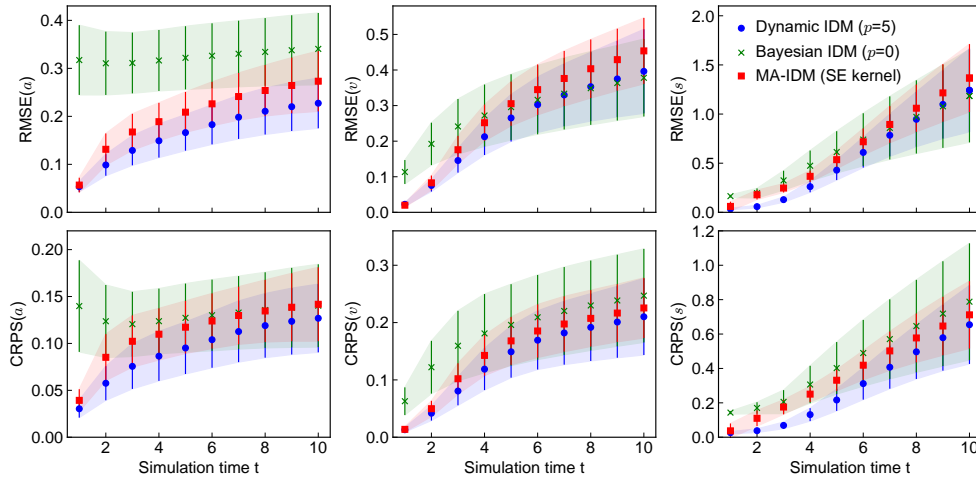 0.4
0.3
0.2
0.1
0.0
RMSE(a)
0.5
0.4
0.3
0.2
0.1
0.0
RMSE(v)
2.0
1.5
1.0
0.5
0.0
RMSE(s)
Dynamic IDM (p=5)
Bayesian IDM (p=0)
MA-IDM (SE kernel)
0.20
0.15
0.10
0.05
0.00
CRPS(a)
2 4 6 8 10
Simulation time t
0.3
0.2
0.1
0.0
CRPS(v)
2 4 6 8 10
Simulation time t
1.2
1.0
0.8
0.6
0.4
0.2
0.0
CRPS(s)
2 4 6 8 10
Simulation time t